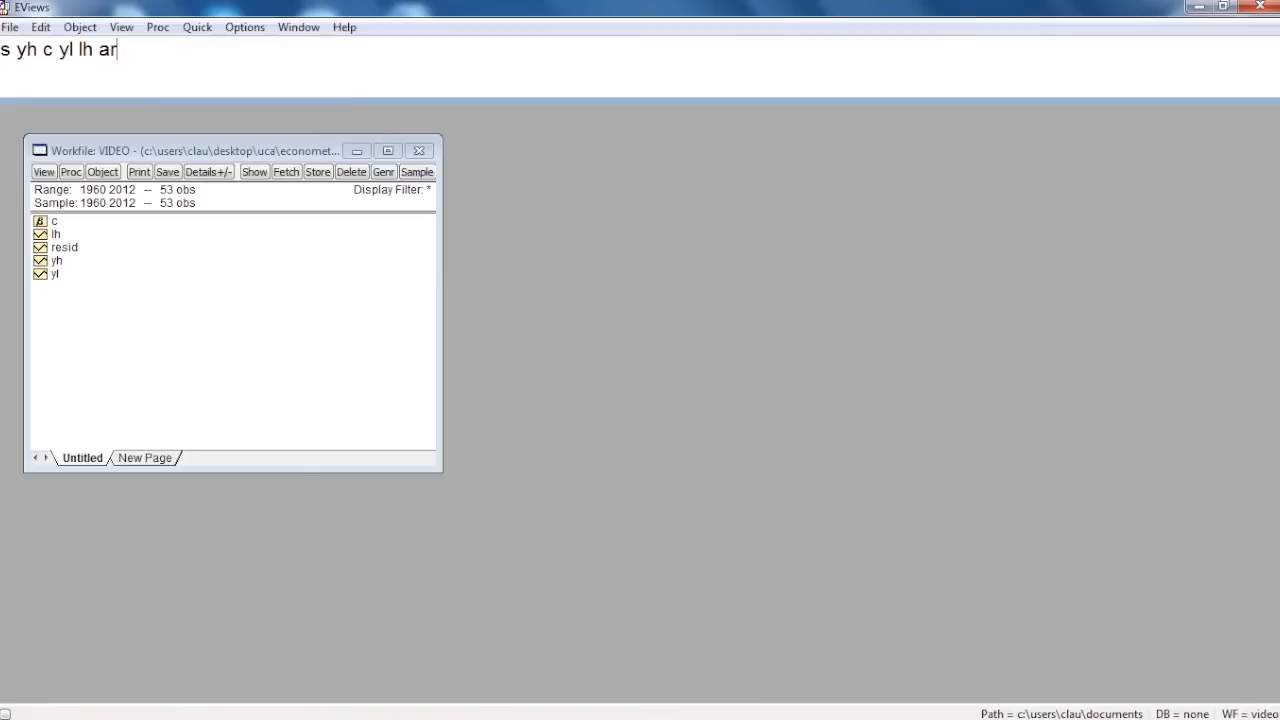 EViews
File Edit Object View Proc Quick Options Window Help
s yh c yl lh ar
Workfile: VIDEO - (c:\users\clau\desktop\uca\economet...
View Proc Object Print Save Details+/- Show Fetch Store Delete Genr Sample
Range: 1960 2012 -- 53 obs Display Filter: *
Sample: 1960 2012 -- 53 obs
c
lh
resid
yh
yl
Untitled New Page
Path = c:\users\clau\documents DB = none WF = video